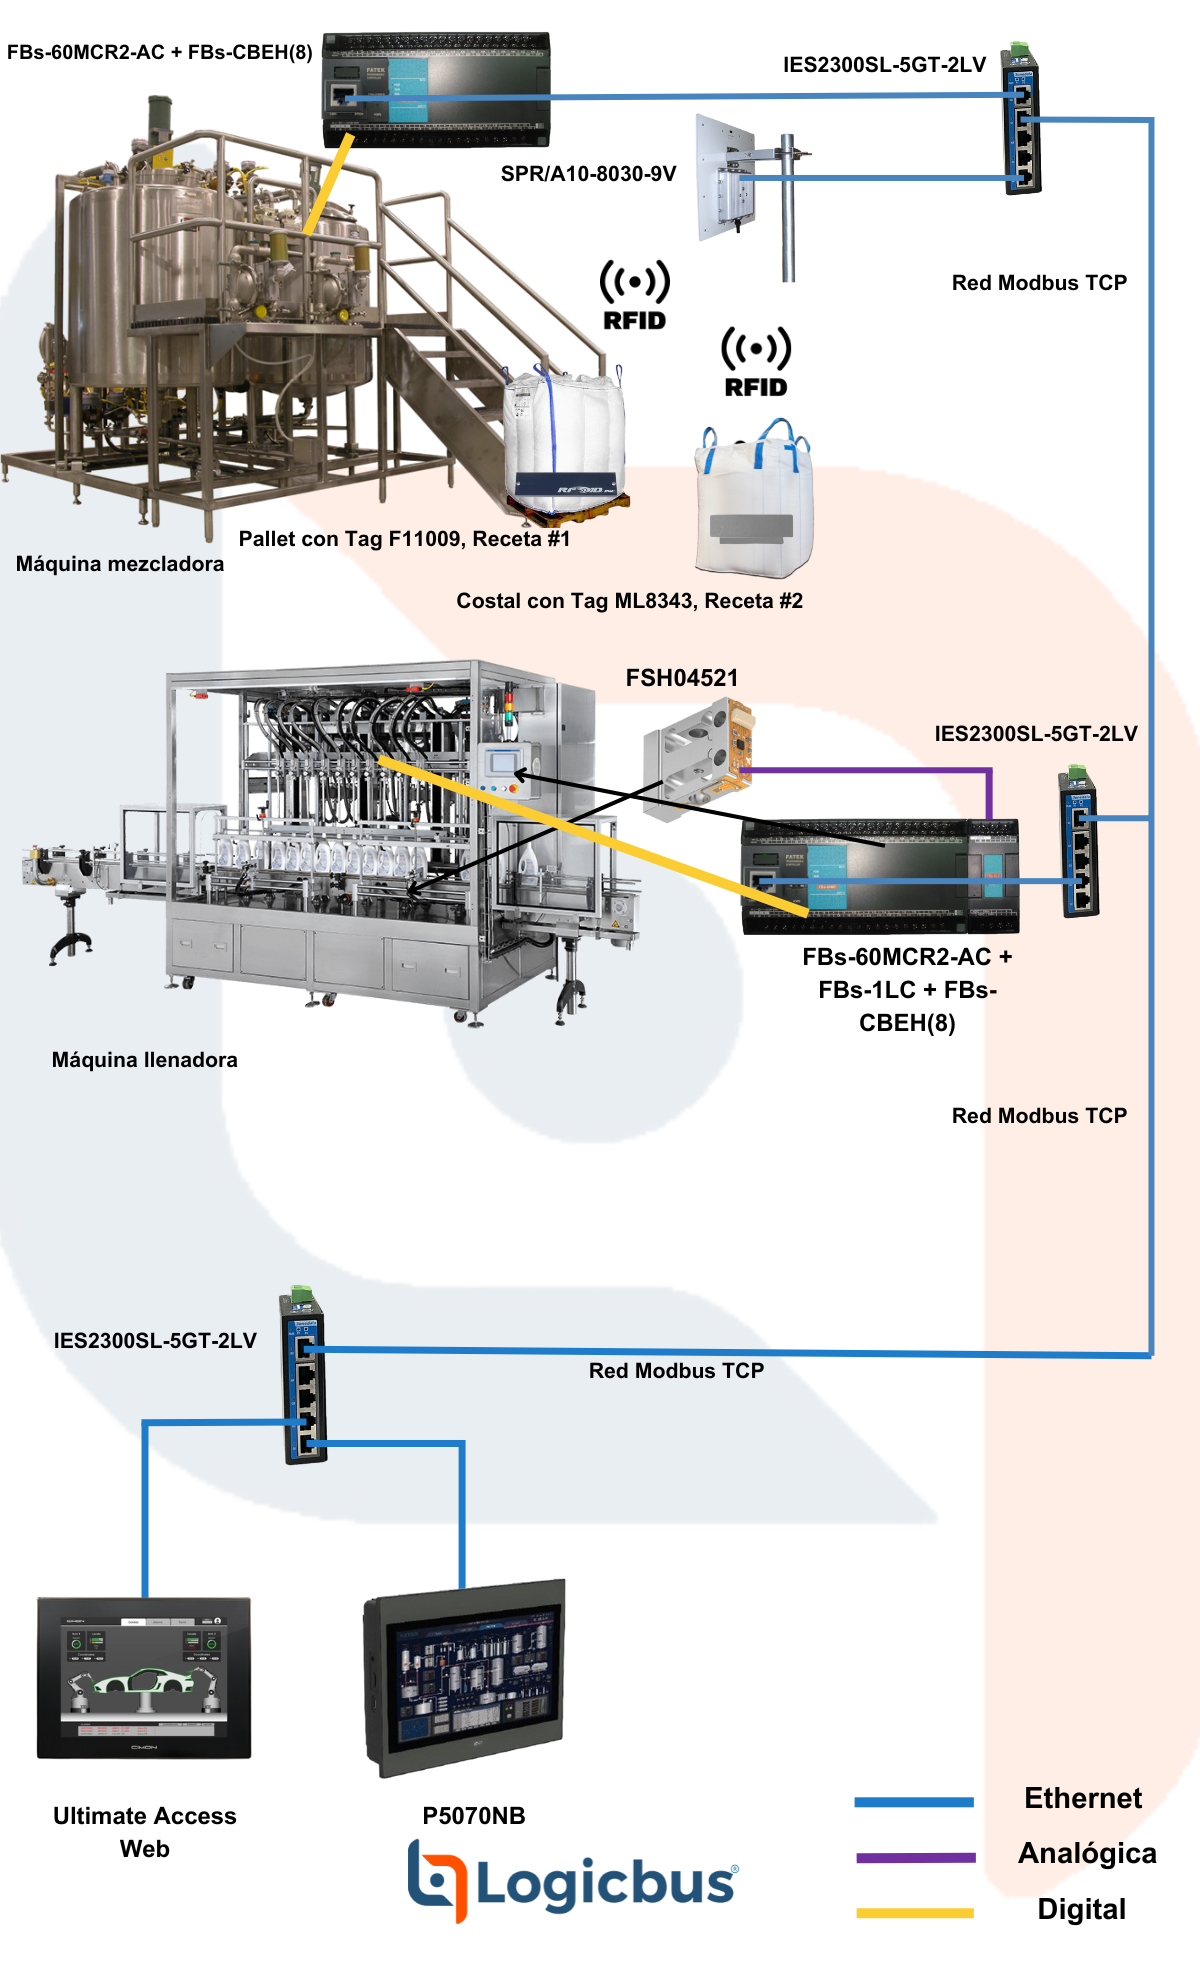 FBs-60MCR2-AC + FBs-CBEH(8)
FATEK
IES2300SL-5GT-2LV
SPR/A10-8030-9V
Red Modbus TCP
RFID
RFID
Pallet con Tag F11009, Receta #1
Máquina mezcladora
Costal con Tag ML8343, Receta #2
FSH04521
IES2300SL-5GT-2LV
FATEK
FBs-60MCR2-AC +
FBs-1LC + FBs-
CBEH(8)
Máquina llenadora
Red Modbus TCP
IES2300SL-5GT-2LV
Red Modbus TCP
CIMON
Ultimate Access
Web
P5070NB
Logicbus®
Ethernet
Analógica
Digital